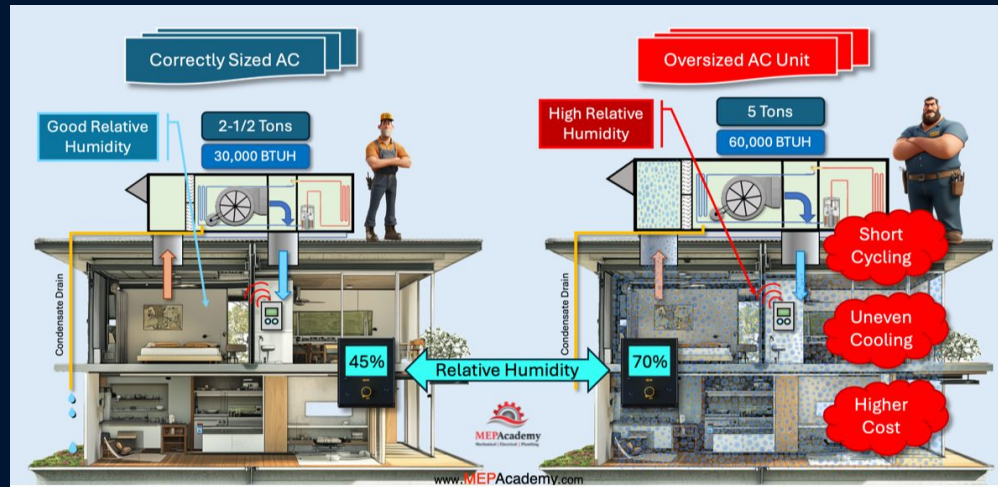 Correctly Sized AC
Oversized AC Unit
Good Relative
Humidity
2-1/2 Tons
30,000 BTUH
High Relative
Humidity
5 Tons
60,000 BTUH
Short
Cycling
Uneven
Cooling
Higher
Cost
Condensate Drain
Condensate Drain
45%
Relative Humidity
70%
MEPAcademy
Mechanical | Electrical | Plumbing
www.MEPAcademy.com